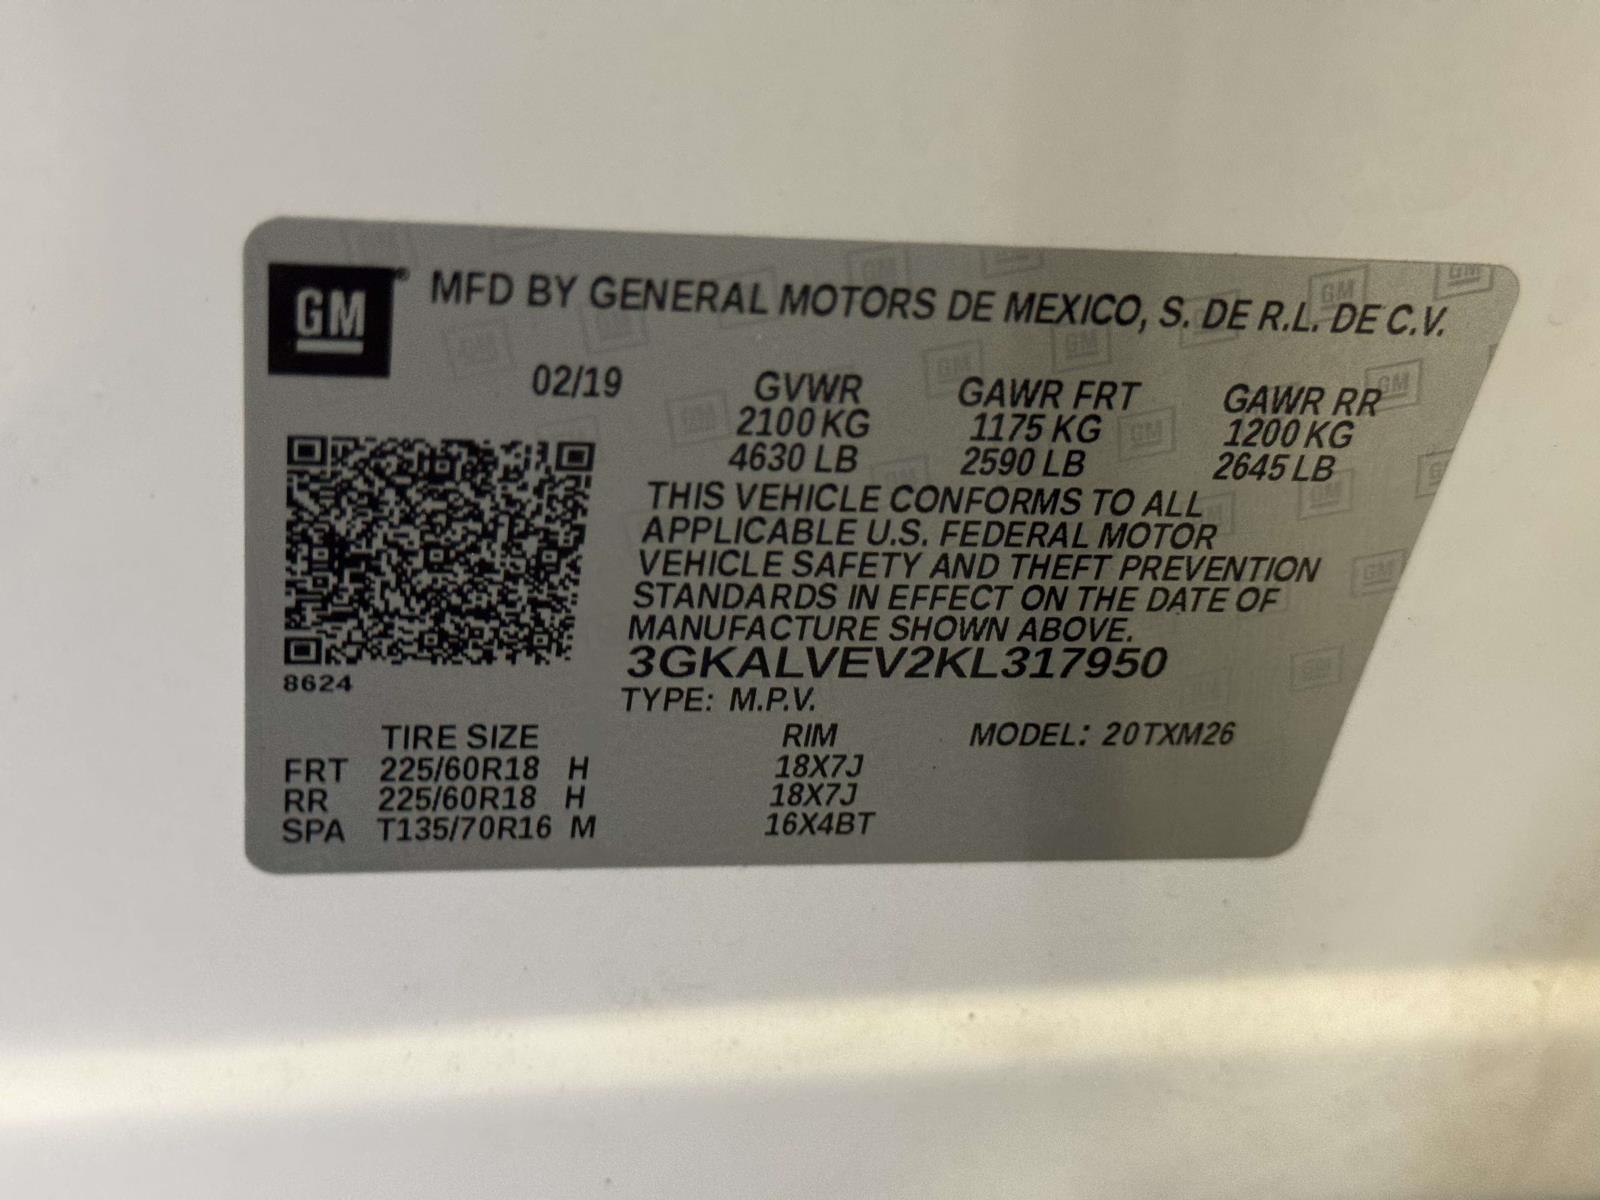 GM
MFD BY GENERAL MOTORS DE MEXICO, S. DE R.L. DE C.V.
02/19 GVWR GAWR FRT GAWR RR
2100 KG 1175 KG 1200 KG
4630 LB 2590 LB 2645 LB
THIS VEHICLE CONFORMS TO ALL
APPLICABLE U.S. FEDERAL MOTOR
VEHICLE SAFETY AND THEFT PREVENTION
STANDARDS IN EFFECT ON THE DATE OF
MANUFACTURE SHOWN ABOVE.
3GKALVEV2KL317950
8624
TYPE: M.P.V.
TIRE SIZE RIM MODEL: 20TXM26
FRT 225/60R18 H 18X7J
RR 225/60R18 H 18X7J
SPA T135/70R16 M 16X4BT